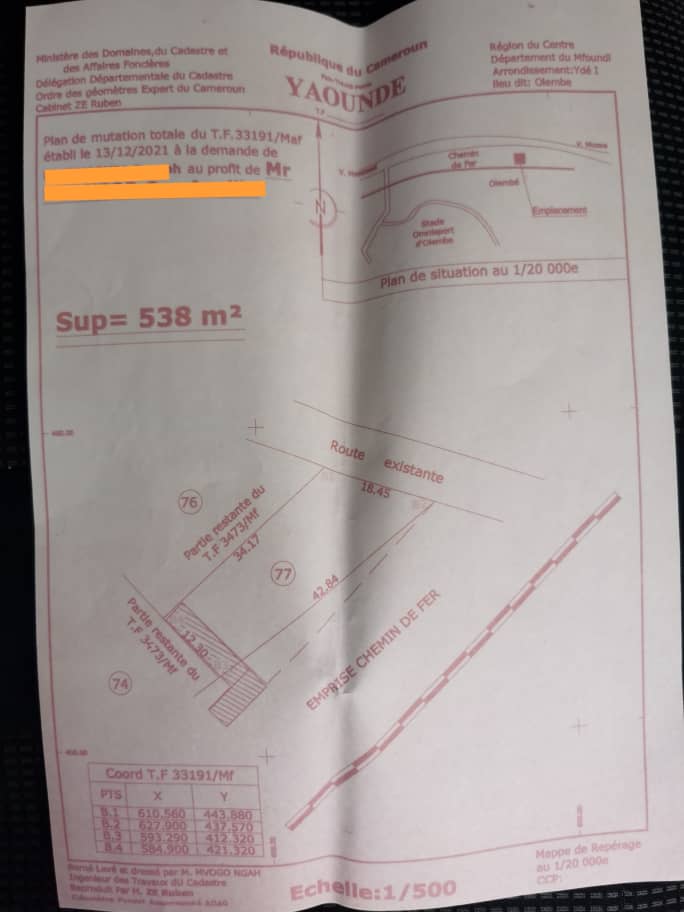 Ministère des Domaines,du Cadastre et
des Affaires Foncières
Délégation Départementale du Cadastre
Ordre des géomètres Expert du Cameroun
Cabinet ZE Ruben
République du Cameroun
YAOUNDE
Région du Centre
Département du Mfoundi
Arrondissement:Ydé I
lieu dit: Olembe
Plan de mutation totale du T.F.33191/Maf
établi le 13/12/2021 à la demande de
au profit de Mr
Sup= 538 m²
N
Chemin
de Fer
Olembé
Emplacement
Stade
Omnisport
d'Olembe
Plan de situation au 1/20 000e
Route existante
18.45
76
Partie restante du
T.F 3473/Mf
34.17
77
42.84
EMPRISE CHEMIN DE FER
12.30
Partie restante du
T.F 3473/Mf
74
Coord T.F 33191/Mf
PTS X Y
B.1 610.560 443.880
B.2 627.900 437.570
B.3 593.290 412.320
B.4 584.900 421.320
Borné Levé et dressé par M. MVOGO NGAH
Ingenieur des Travaux du Cadastre
Reproduit Par M. ZE Ruben
Echelle:1/500
Mappe de Repérage
au 1/20 000e
CCP: